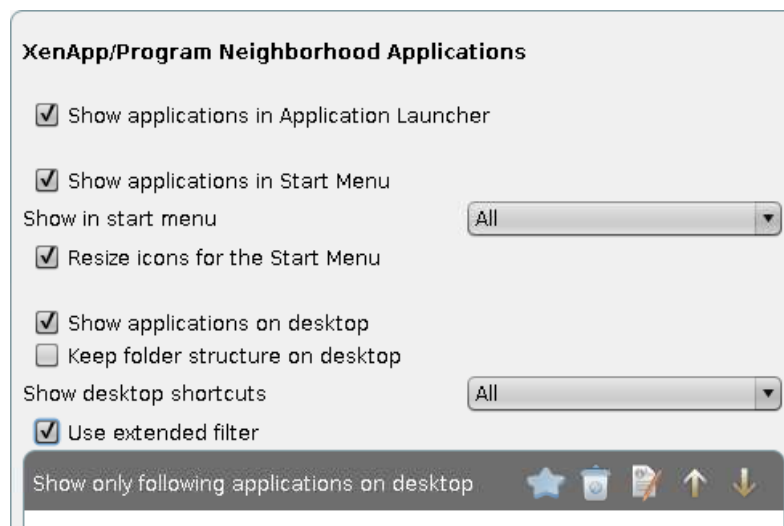 XenApp/Program Neighborhood Applications
Show applications in Application Launcher
Show applications in Start Menu
Show in start menu All
Resize icons for the Start Menu
Show applications on desktop
Keep folder structure on desktop
Show desktop shortcuts All
Use extended filter
Show only following applications on desktop